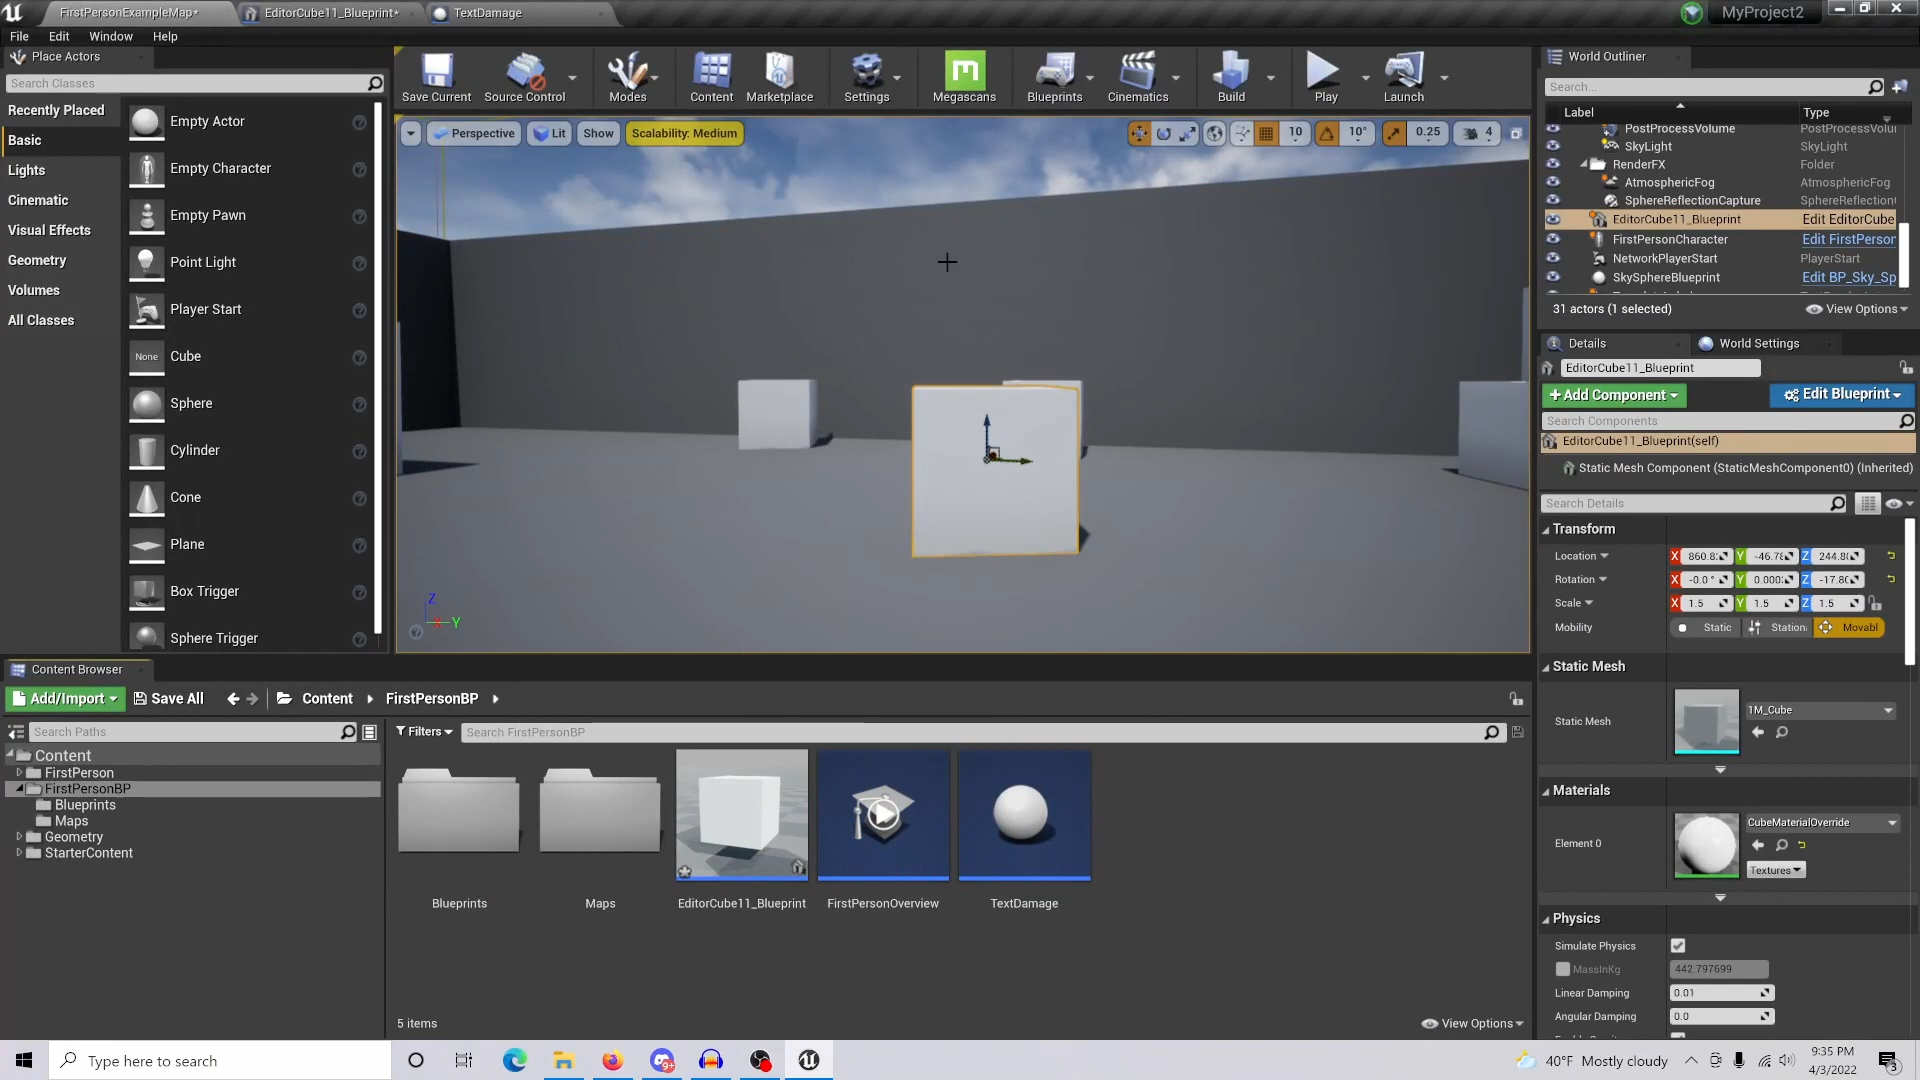 FirstPersonExampleMap*
EditorCube11_Blueprint*
TextDamage
MyProject2
File
Edit
Window
Help
Place Actors
Search Classes
Recently Placed
Basic
Lights
Cinematic
Visual Effects
Geometry
Volumes
All Classes
Empty Actor
Empty Character
Empty Pawn
Point Light
Player Start
None
Cube
Sphere
Cylinder
Cone
Plane
Box Trigger
Sphere Trigger
Save Current
Source Control
Modes
Content
Marketplace
Settings
Megascans
Blueprints
Cinematics
Build
Play
Launch
Perspective
Lit
Show
Scalability: Medium
10
10°
0.25
4
Z
X
Y
World Outliner
Search...
Label
Type
PostProcessVolume
PostProcessVolu
SkyLight
SkyLight
RenderFX
Folder
AtmosphericFog
AtmosphericFog
SphereReflectionCapture
SphereReflection
EditorCube11_Blueprint
Edit EditorCube
FirstPersonCharacter
Edit FirstPerson
NetworkPlayerStart
PlayerStart
SkySphereBlueprint
Edit BP_Sky_Sp
31 actors (1 selected)
View Options
Details
World Settings
EditorCube11_Blueprint
+ Add Component
Edit Blueprint
Search Components
EditorCube11_Blueprint(self)
Static Mesh Component (StaticMeshComponent0) (Inherited)
Search Details
Transform
Location
X
860.8
Y
-46.78
Z
244.8
Rotation
X
-0.0 °
Y
0.000
Z
-17.80
Scale
X
1.5
Y
1.5
Z
1.5
Mobility
Static
Station
Movabl
Static Mesh
Static Mesh
1M_Cube
Materials
Element 0
CubeMaterialOverride
Textures
Physics
Simulate Physics
MassInKg
442.797699
Linear Damping
0.01
Angular Damping
0.0
Content Browser
Add/Import
Save All
Content
FirstPersonBP
Search Paths
Filters
Search FirstPersonBP
Content
FirstPerson
FirstPersonBP
Blueprints
Maps
Geometry
StarterContent
Blueprints
Maps
EditorCube11_Blueprint
FirstPersonOverview
TextDamage
5 items
View Options
Type here to search
40°F Mostly cloudy
9:35 PM
4/3/2022
3